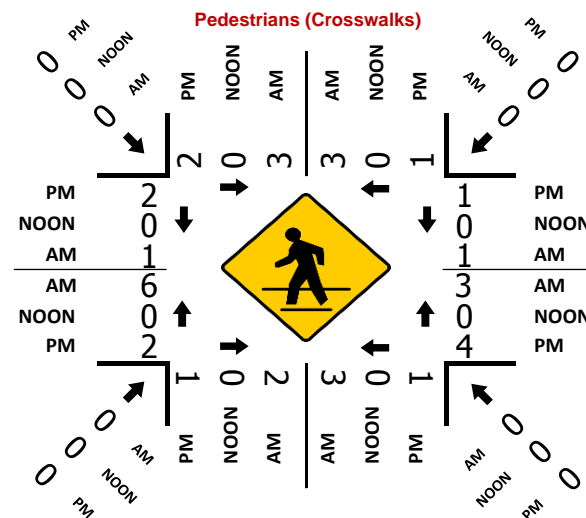 Pedestrians (Crosswalks)
0 0 0
PM NOON AM
PM NOON AM AM NOON PM
PM NOON AM
0 0 0
2 0 3 3 0 1
PM 2 1 PM
NOON 0 0 NOON
AM 1 1 AM
AM 6 3 AM
NOON 0 0 NOON
PM 2 4 PM
1 0 2 3 0 1
0 0 0
AM NOON PM
PM NOON AM AM NOON PM
AM NOON PM
0 0 0